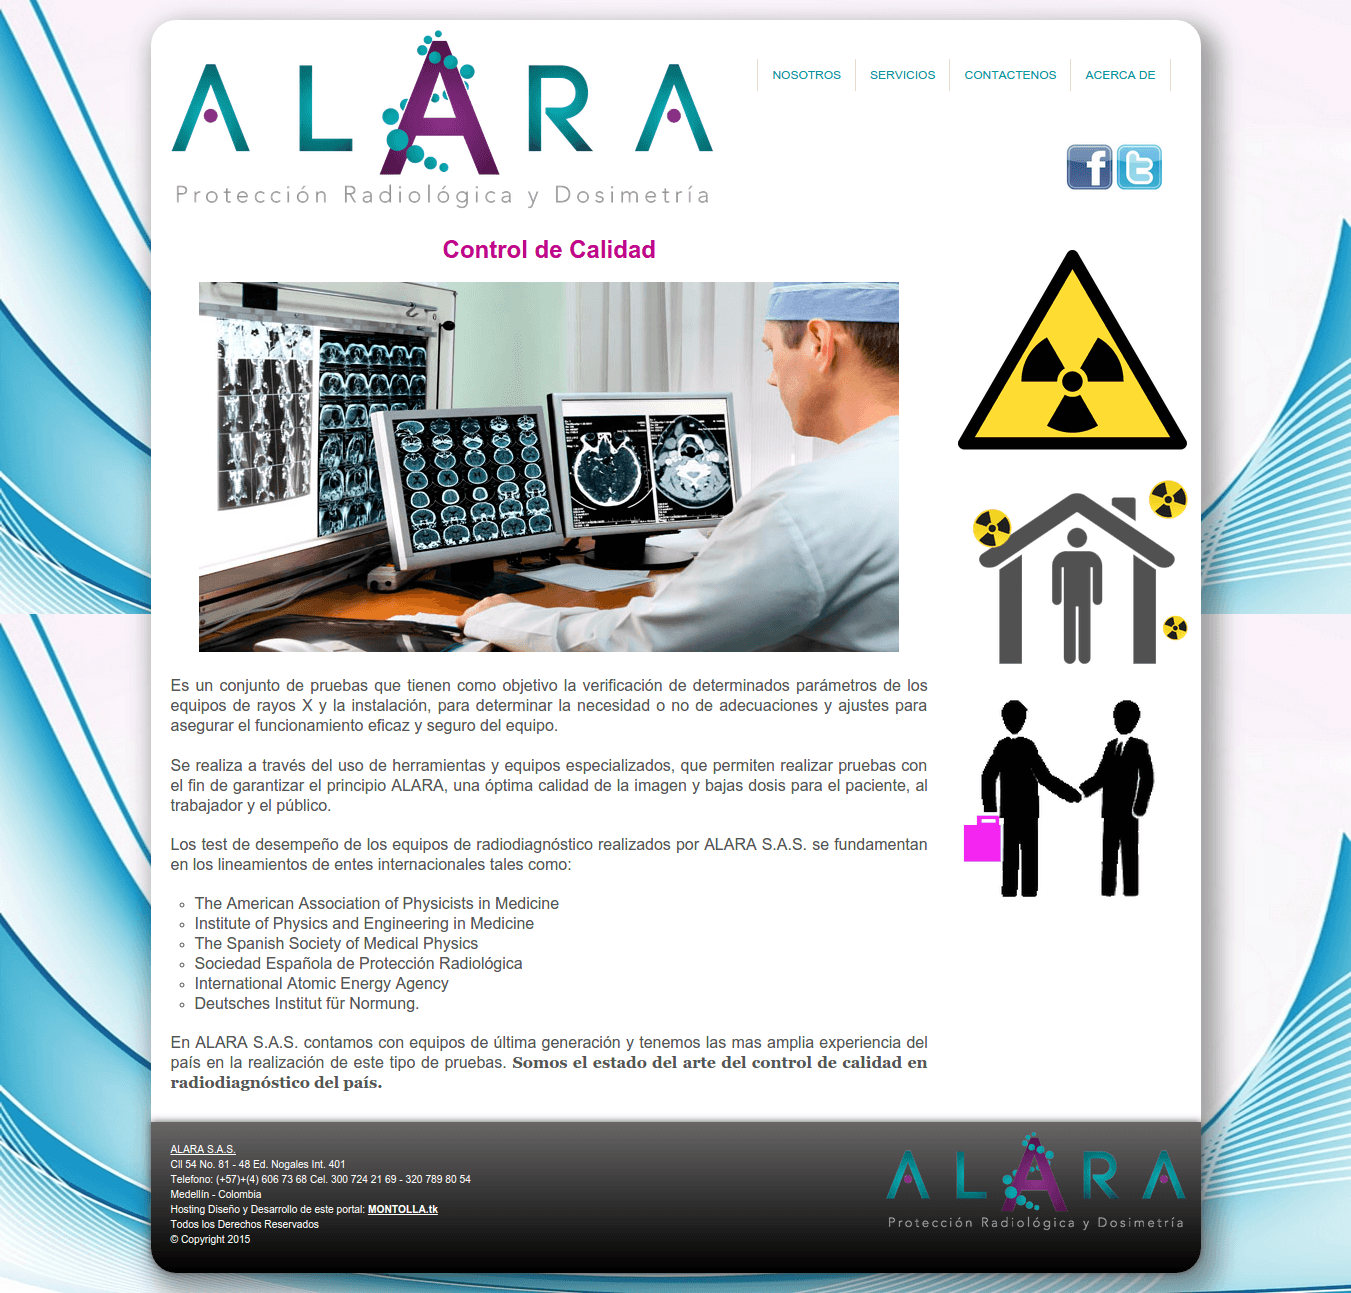 ALARA
Protección Radiológica y Dosimetría
NOSOTROS
SERVICIOS
CONTACTENOS
ACERCA DE
f
t
Control de Calidad
Es un conjunto de pruebas que tienen como objetivo la verificación de determinados parámetros de los
equipos de rayos X y la instalación, para determinar la necesidad o no de adecuaciones y ajustes para
asegurar el funcionamiento eficaz y seguro del equipo.
Se realiza a través del uso de herramientas y equipos especializados, que permiten realizar pruebas con
el fin de garantizar el principio ALARA, una óptima calidad de la imagen y bajas dosis para el paciente, al
trabajador y el público.
Los test de desempeño de los equipos de radiodiagnóstico realizados por ALARA S.A.S. se fundamentan
en los lineamientos de entes internacionales tales como:
The American Association of Physicists in Medicine
Institute of Physics and Engineering in Medicine
The Spanish Society of Medical Physics
Sociedad Española de Protección Radiológica
International Atomic Energy Agency
Deutsches Institut für Normung.
En ALARA S.A.S. contamos con equipos de última generación y tenemos las mas amplia experiencia del
país en la realización de este tipo de pruebas. Somos el estado del arte del control de calidad en
radiodiagnóstico del país.
ALARA S.A.S.
Cll 54 No. 81 - 48 Ed. Nogales Int. 401
Telefono: (+57)+(4) 606 73 68 Cel. 300 724 21 69 - 320 789 80 54
Medellín - Colombia
Hosting Diseño y Desarrollo de este portal: MONTOLLA.tk
Todos los Derechos Reservados
© Copyright 2015
ALARA
Protección Radiológica y Dosimetría